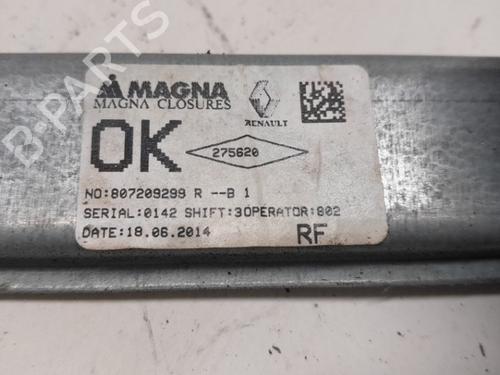 MAGNA
MAGNA CLOSURES
RENAULT
OK
275620
NO:807209299 R --B 1
SERIAL:0142 SHIFT:3OPERATOR:802
DATE:18.06.2014
RF
B-PARTS